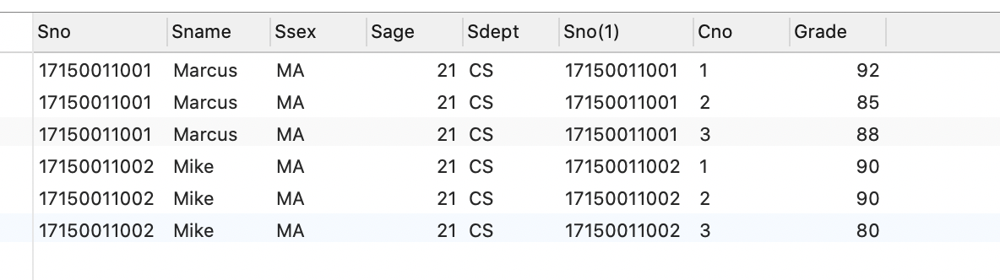 Sno Sname Ssex Sage Sdept Sno(1) Cno Grade
17150011001 Marcus MA 21 CS 17150011001 1 92
17150011001 Marcus MA 21 CS 17150011001 2 85
17150011001 Marcus MA 21 CS 17150011001 3 88
17150011002 Mike MA 21 CS 17150011002 1 90
17150011002 Mike MA 21 CS 17150011002 2 90
17150011002 Mike MA 21 CS 17150011002 3 80